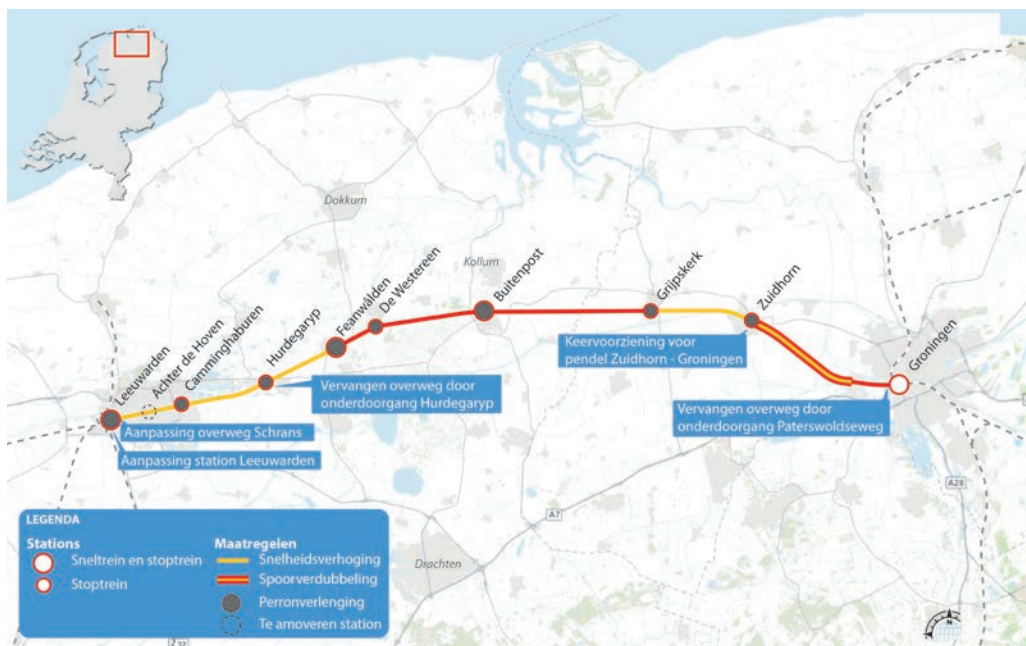 Dokkum
Kollum
Leeuwarden
Achter de Hoven
Camminghaburen
Hurdegaryp
Feanwâlden
De Westereen
Buitenpost
Grijpskerk
Zuidhorn
Groningen
Keervoorziening voor
pendel Zuidhorn - Groningen
Vervangen overweg door
onderdoorgang Hurdegaryp
Vervangen overweg door
onderdoorgang Paterswoldseweg
Aanpassing overweg Schrans
Aanpassing station Leeuwarden
A7
A28
Drachten
LEGENDA
Stations
Sneltrein en stoptrein
Stoptrein
Maatregelen
Snelheidsverhoging
Spoorverdubbeling
Perronverlenging
Te amoveren station
N